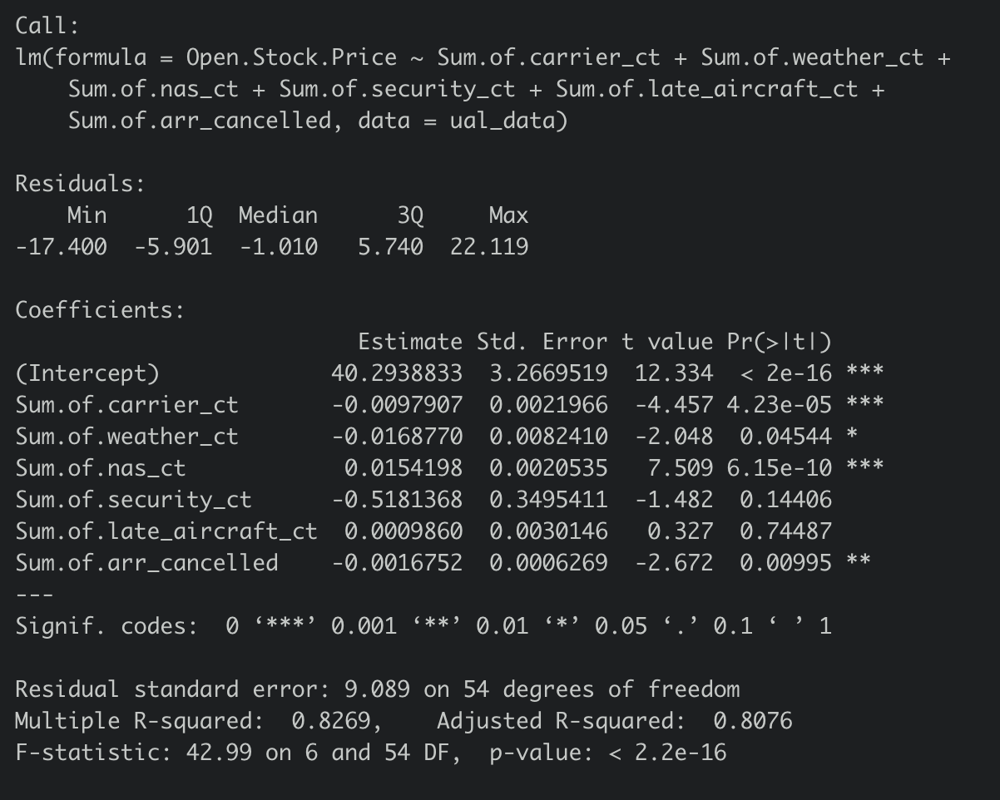 Call:
lm(formula = Open.Stock.Price ~ Sum.of.carrier_ct + Sum.of.weather_ct +
    Sum.of.nas_ct + Sum.of.security_ct + Sum.of.late_aircraft_ct +
    Sum.of.arr_cancelled, data = ual_data)

Residuals:
    Min      1Q  Median      3Q     Max
-17.400  -5.901  -1.010   5.740  22.119

Coefficients:
                          Estimate Std. Error t value Pr(>|t|)
(Intercept)             40.2938833  3.2669519  12.334  < 2e-16 ***
Sum.of.carrier_ct       -0.0097907  0.0021966  -4.457 4.23e-05 ***
Sum.of.weather_ct       -0.0168770  0.0082410  -2.048  0.04544 *
Sum.of.nas_ct            0.0154198  0.0020535   7.509 6.15e-10 ***
Sum.of.security_ct      -0.5181368  0.3495411  -1.482  0.14406
Sum.of.late_aircraft_ct  0.0009860  0.0030146   0.327  0.74487
Sum.of.arr_cancelled    -0.0016752  0.0006269  -2.672  0.00995 **
---
Signif. codes:  0 ‘***’ 0.001 ‘**’ 0.01 ‘*’ 0.05 ‘.’ 0.1 ‘ ’ 1

Residual standard error: 9.089 on 54 degrees of freedom
Multiple R-squared:  0.8269,    Adjusted R-squared:  0.8076
F-statistic: 42.99 on 6 and 54 DF,  p-value: < 2.2e-16